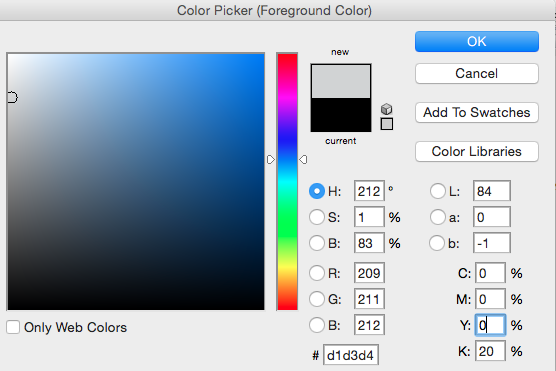 Color Picker (Foreground Color)
new
current
OK
Cancel
Add To Swatches
Color Libraries
H: 212 °
S: 1 %
B: 83 %
R: 209
G: 211
B: 212
# d1d3d4
L: 84
a: 0
b: -1
C: 0 %
M: 0 %
Y: 0 %
K: 20 %
Only Web Colors